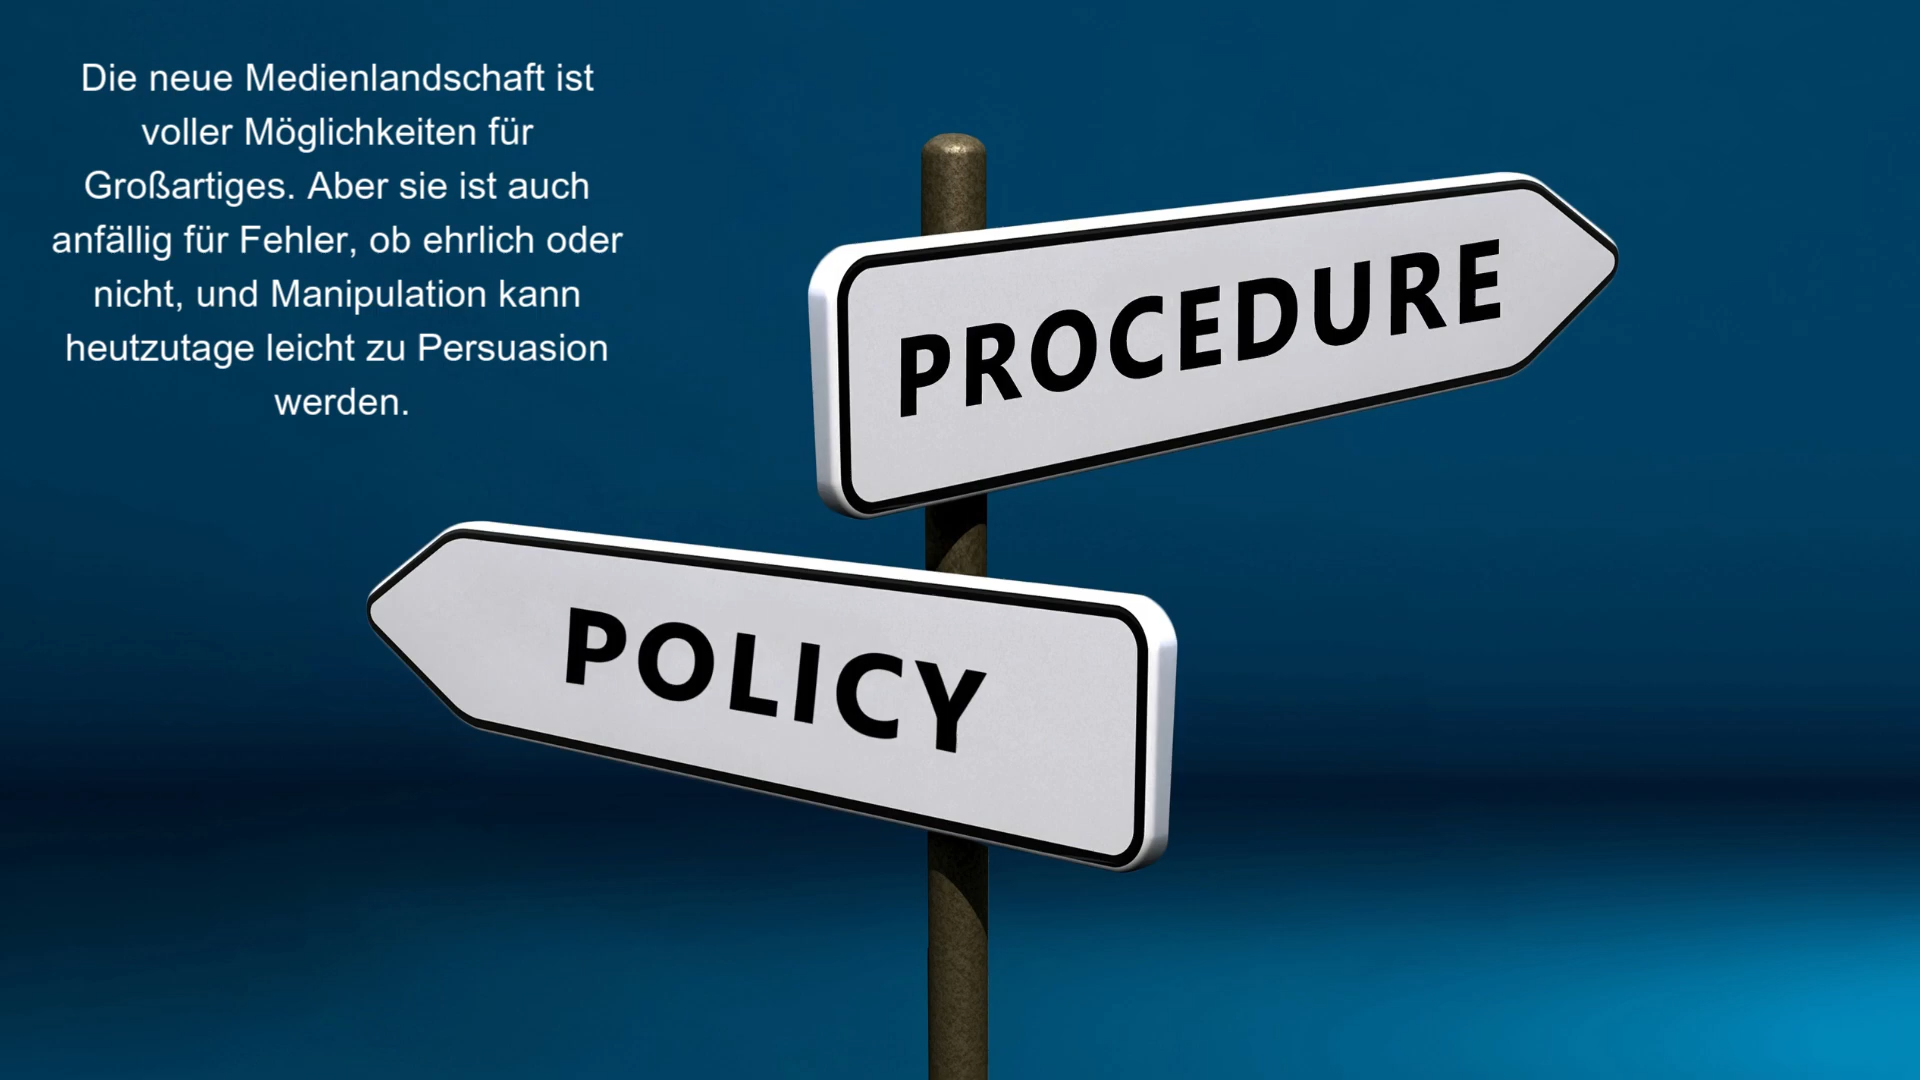 Die neue Medienlandschaft ist
voller Möglichkeiten für
Großartiges. Aber sie ist auch
anfällig für Fehler, ob ehrlich oder
nicht, und Manipulation kann
heutzutage leicht zu Persuasion
werden.
PROCEDURE
POLICY